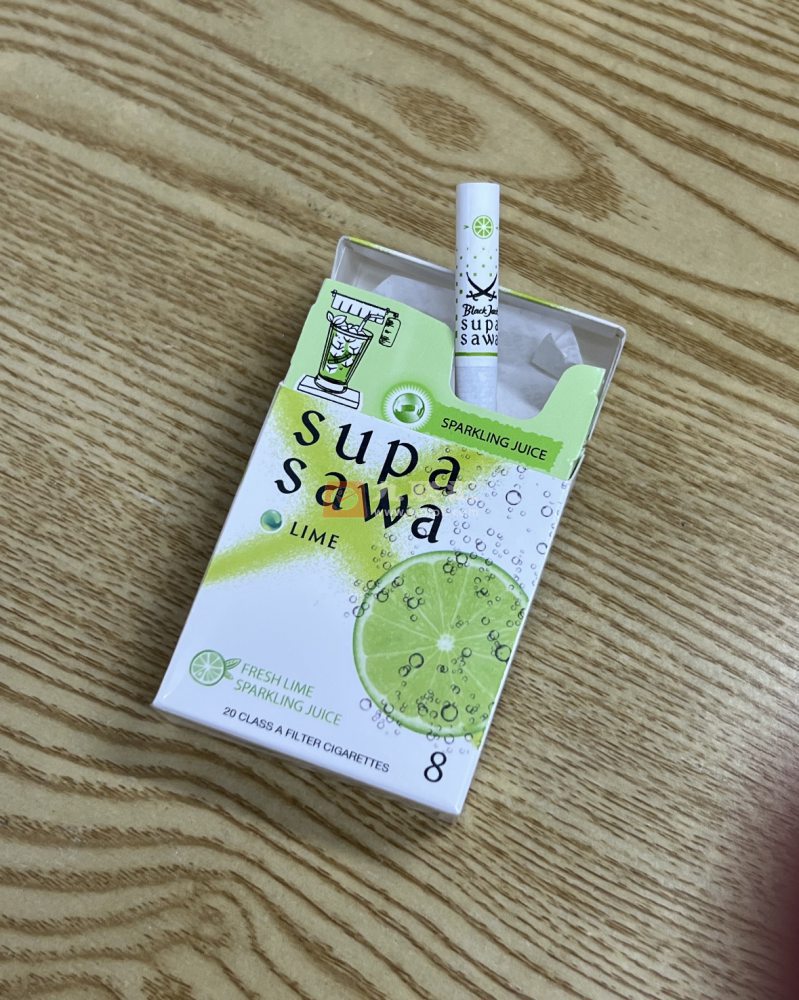 Black Jack
supa
sawa
SPARKLING JUICE
supa
sawa
LIME
FRESH LIME
SPARKLING JUICE
20 CLASS A FILTER CIGARETTES
8